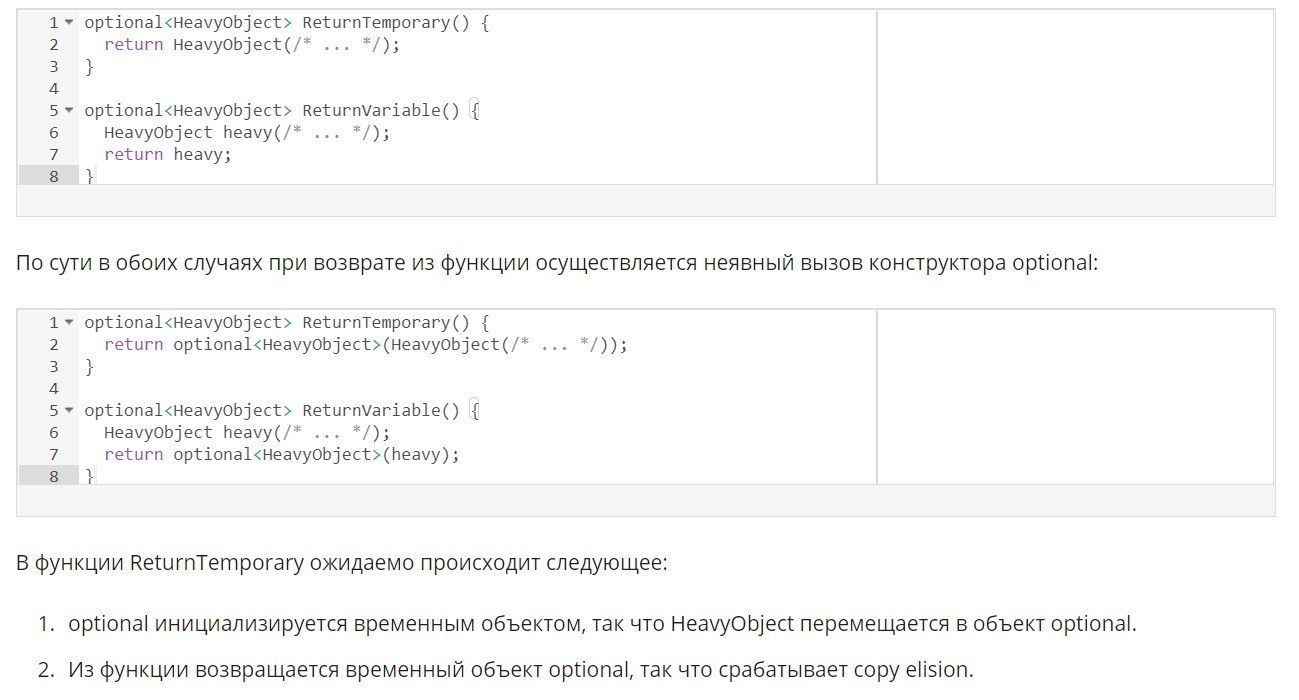 1 optional<HeavyObject> ReturnTemporary() {
2   return HeavyObject(/* ... */);
3 }
4
5 optional<HeavyObject> ReturnVariable() {
6   HeavyObject heavy(/* ... */);
7   return heavy;
8 }
По сути в обоих случаях при возврате из функции осуществляется неявный вызов конструктора optional:
1 optional<HeavyObject> ReturnTemporary() {
2   return optional<HeavyObject>(HeavyObject(/* ... */));
3 }
4
5 optional<HeavyObject> ReturnVariable() {
6   HeavyObject heavy(/* ... */);
7   return optional<HeavyObject>(heavy);
8 }
В функции ReturnTemporary ожидаемо происходит следующее:
1. optional инициализируется временным объектом, так что HeavyObject перемещается в объект optional.
2. Из функции возвращается временный объект optional, так что срабатывает copy elision.